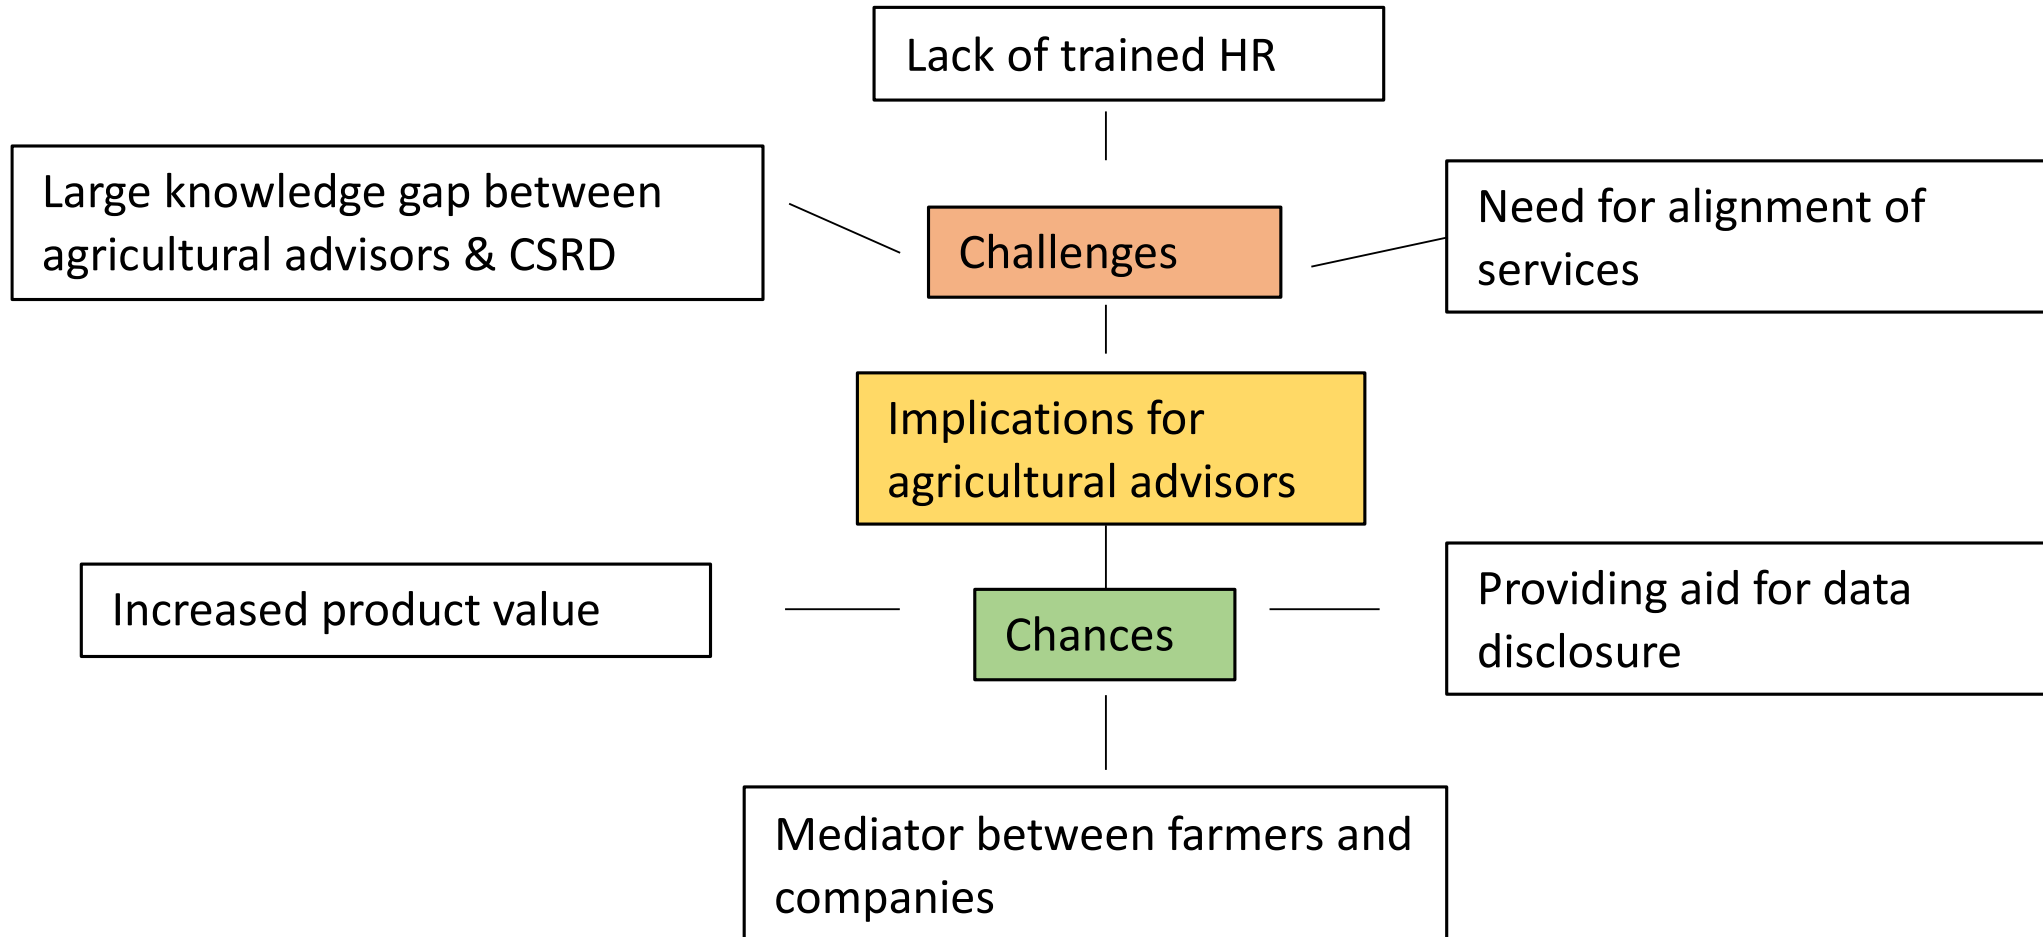 Lack of trained HR
Large knowledge gap between
agricultural advisors & CSRD
Challenges
Need for alignment of
services
Implications for
agricultural advisors
Increased product value
Chances
Providing aid for data
disclosure
Mediator between farmers and
companies